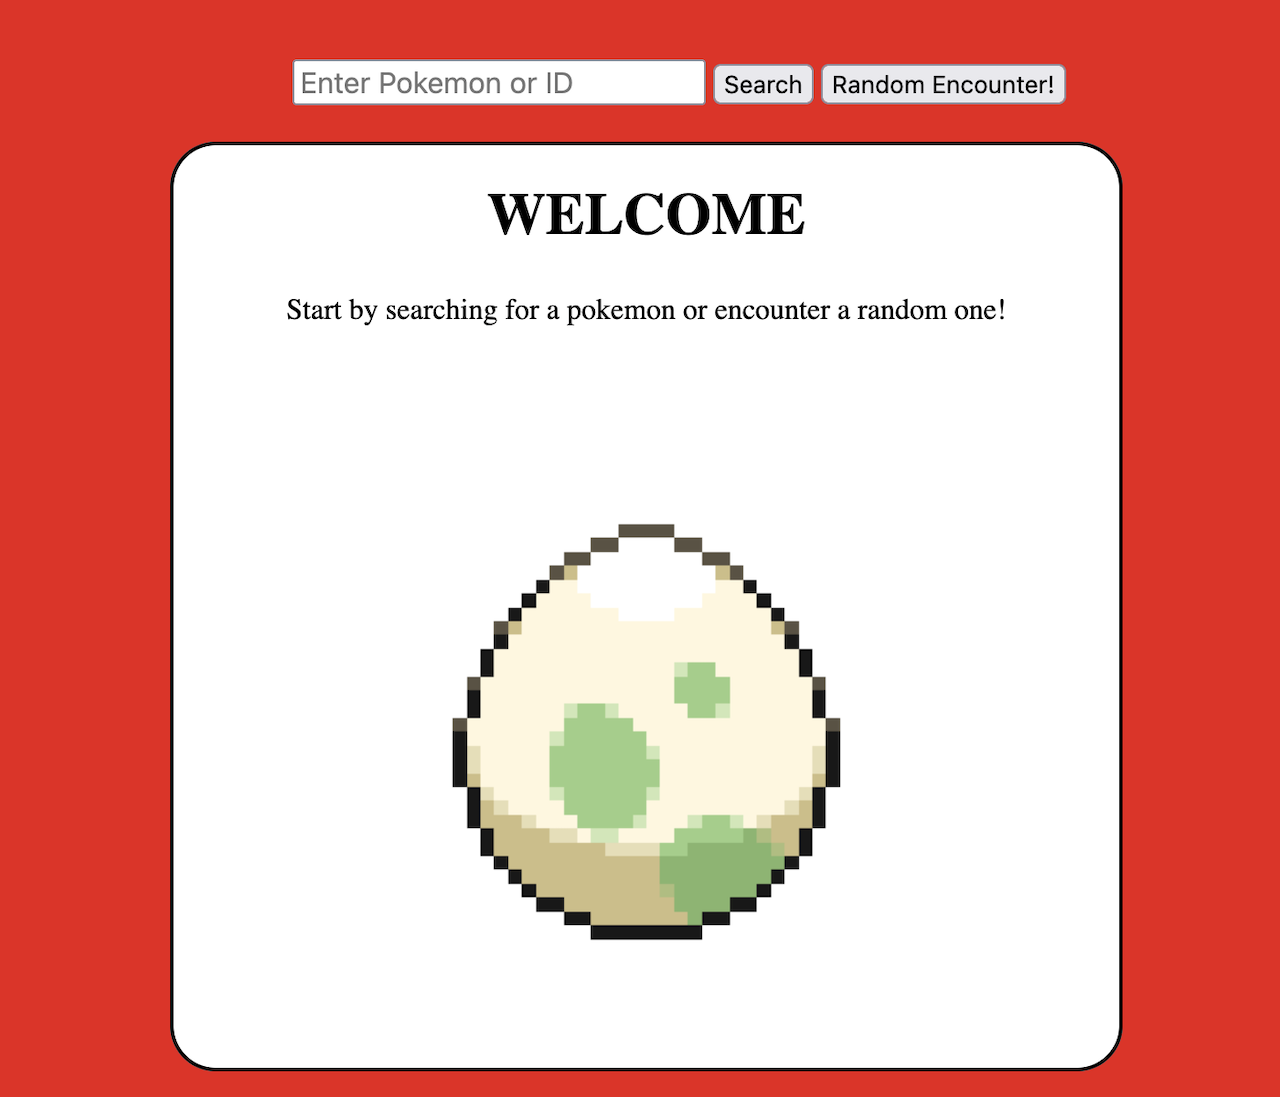 Enter Pokemon or ID Search Random Encounter!
WELCOME
Start by searching for a pokemon or encounter a random one!